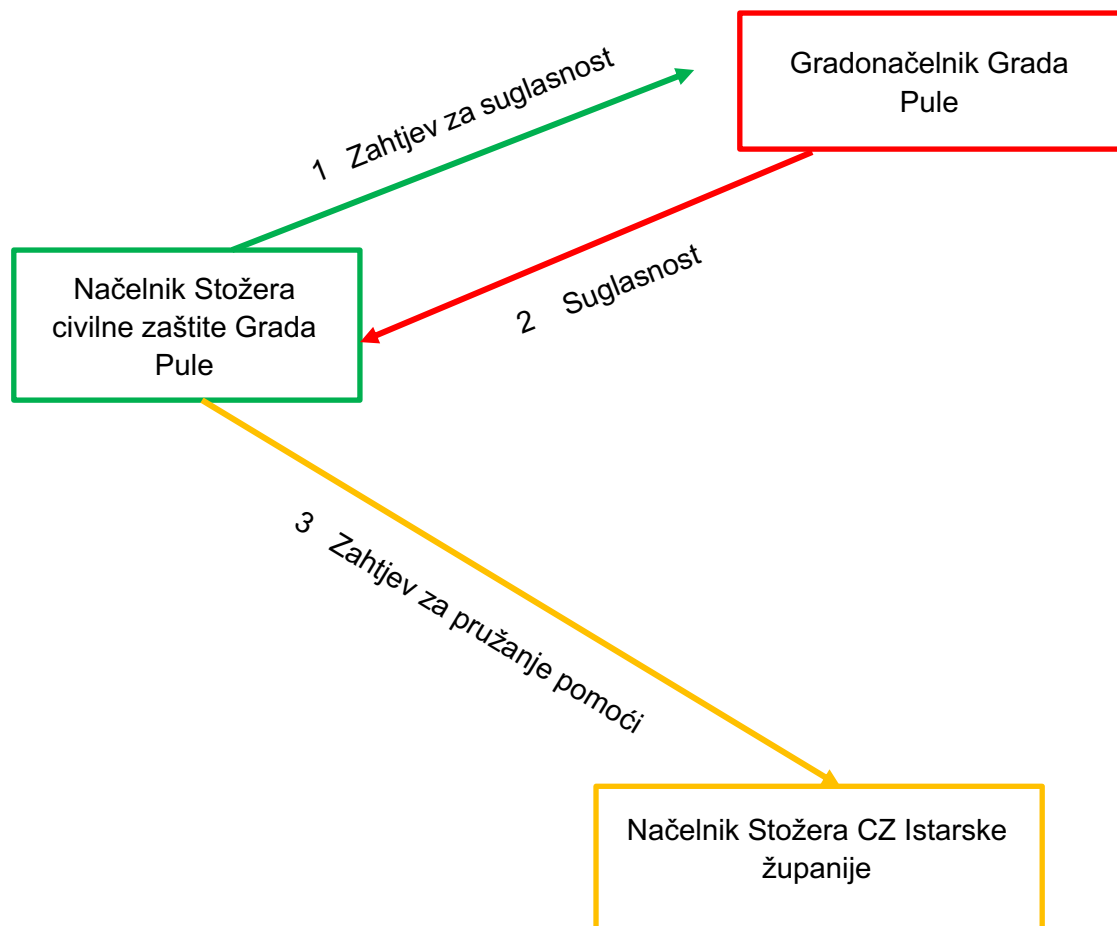 Gradonačelnik Grada
Pule
1 Zahtjev za suglasnost
2 Suglasnost
Načelnik Stožera
civilne zaštite Grada
Pule
3 Zahtjev za pružanje pomoći
Načelnik Stožera CZ Istarske
županije